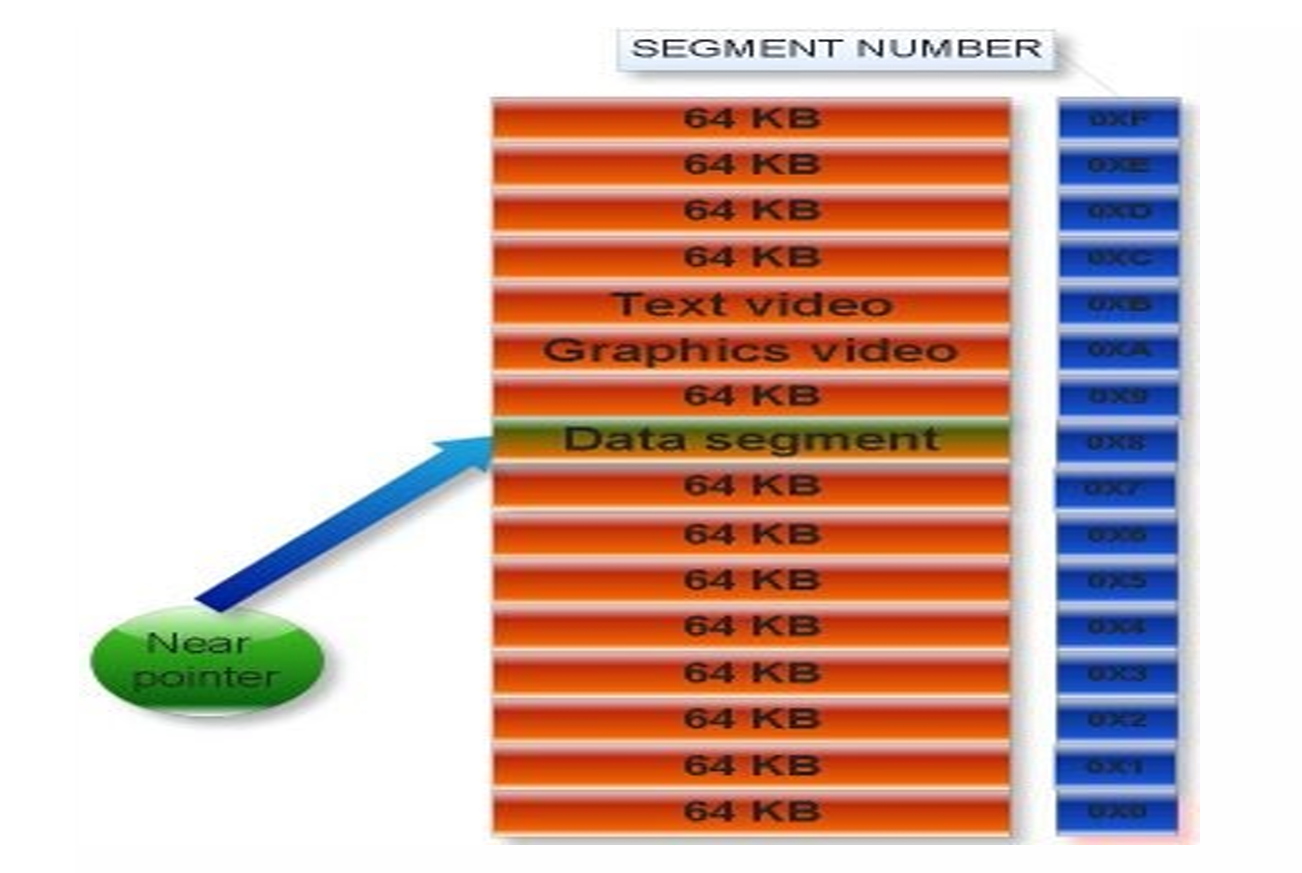 SEGMENT NUMBER
64 KB 0XF
64 KB 0XE
64 KB 0XD
64 KB 0XC
Text video 0XB
Graphics video 0XA
64 KB 0X9
Data segment 0X8
64 KB 0X7
64 KB 0X6
64 KB 0X5
64 KB 0X4
Near
pointer
64 KB 0X3
64 KB 0X2
64 KB 0X1
64 KB 0X0